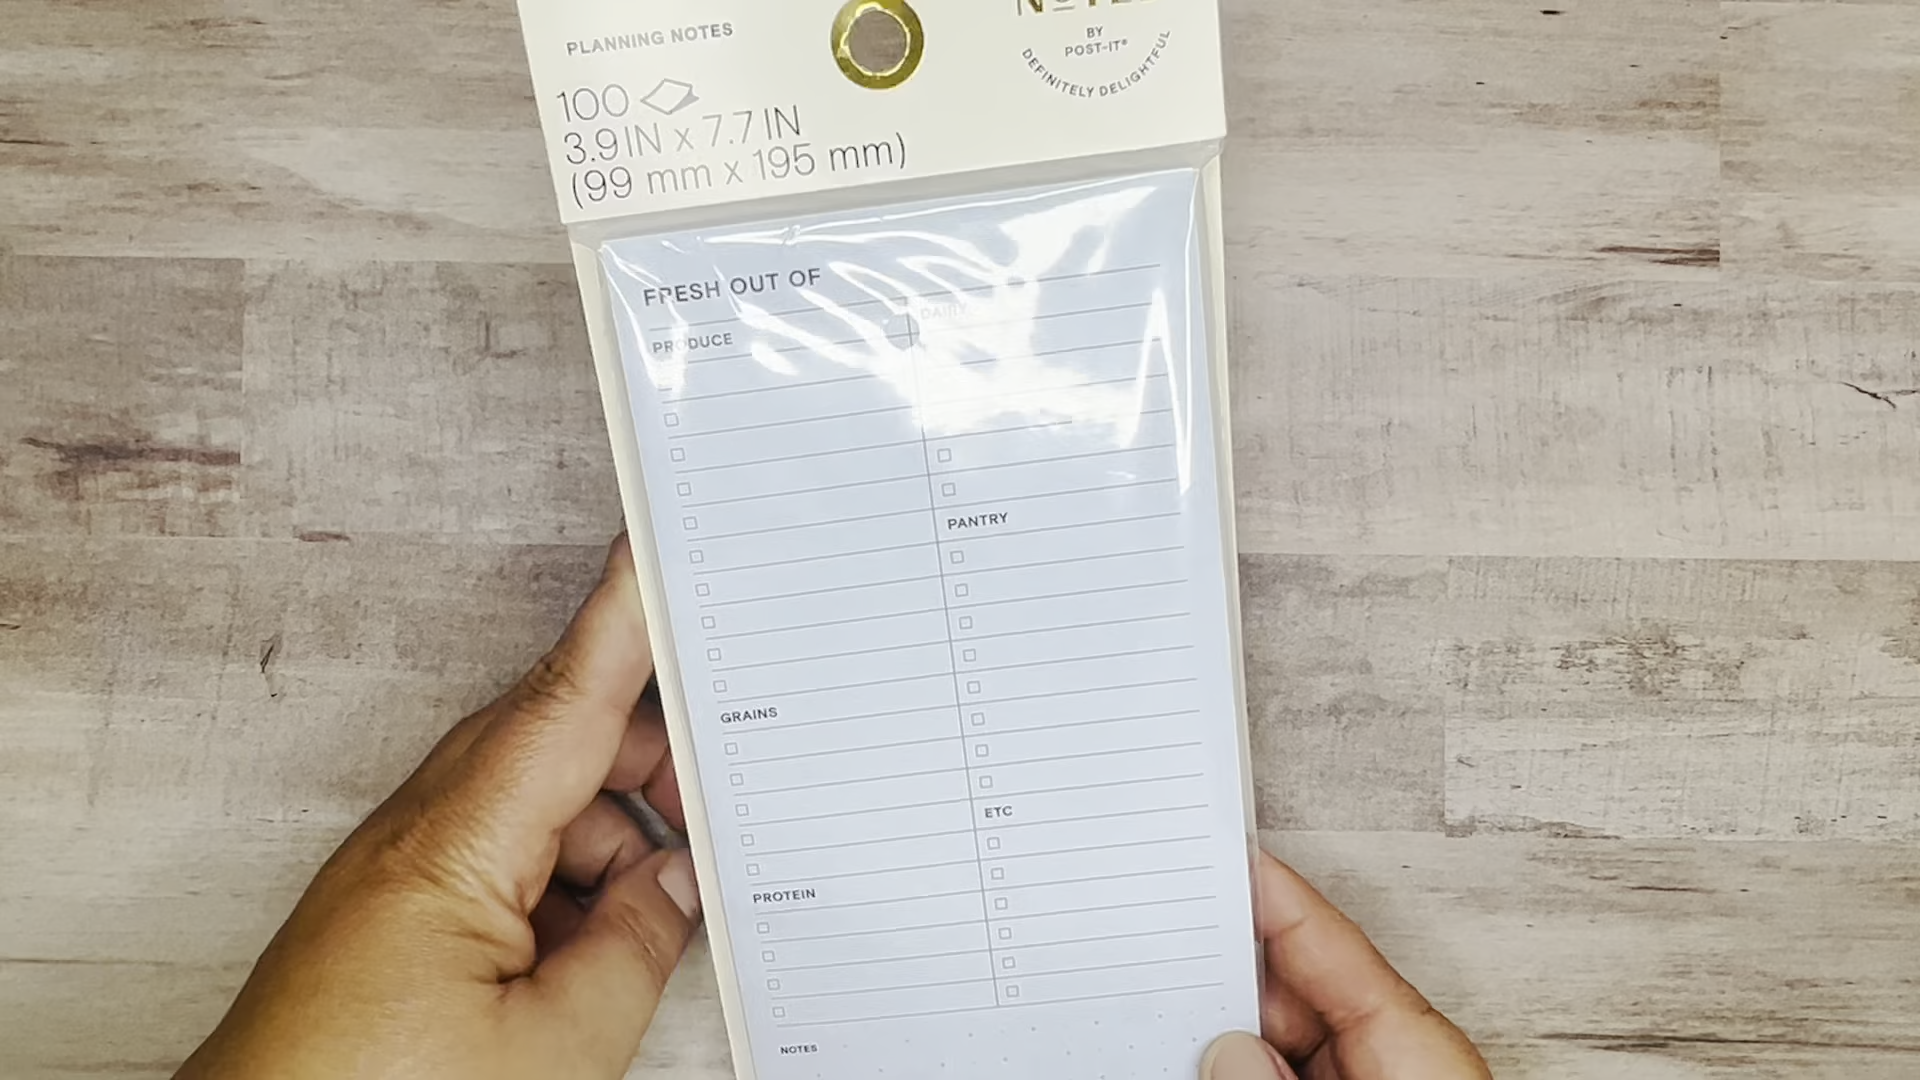 PLANNING NOTES
100
3.9 IN x 7.7 IN
(99 mm x 195 mm)
BY
POST-IT®
DEFINITELY DELIGHTFUL
FRESH OUT OF
PRODUCE
DAIRY
PANTRY
GRAINS
ETC
PROTEIN
NOTES